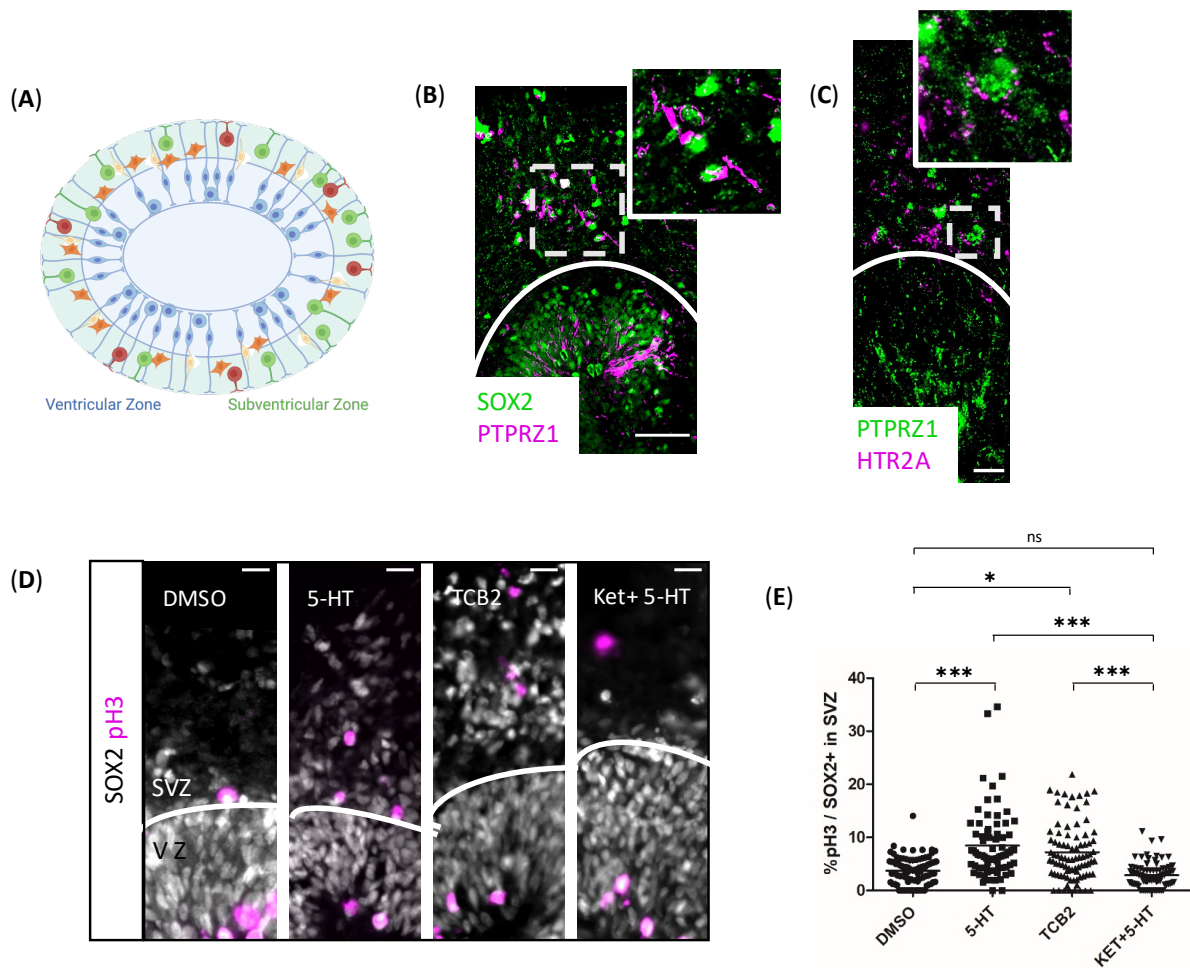 (A)
Ventricular Zone
Subventricular Zone
(B)
SOX2
PTPRZ1
(C)
PTPRZ1
HTR2A
(D)
SOX2 pH3
DMSO
5-HT
TCB2
Ket+ 5-HT
SVZ
V Z
(E)
ns
*
***
***
***
%pH3 / SOX2+ in SVZ
40
30
20
10
0
DMSO
5-HT
TCB2
KET+5-HT